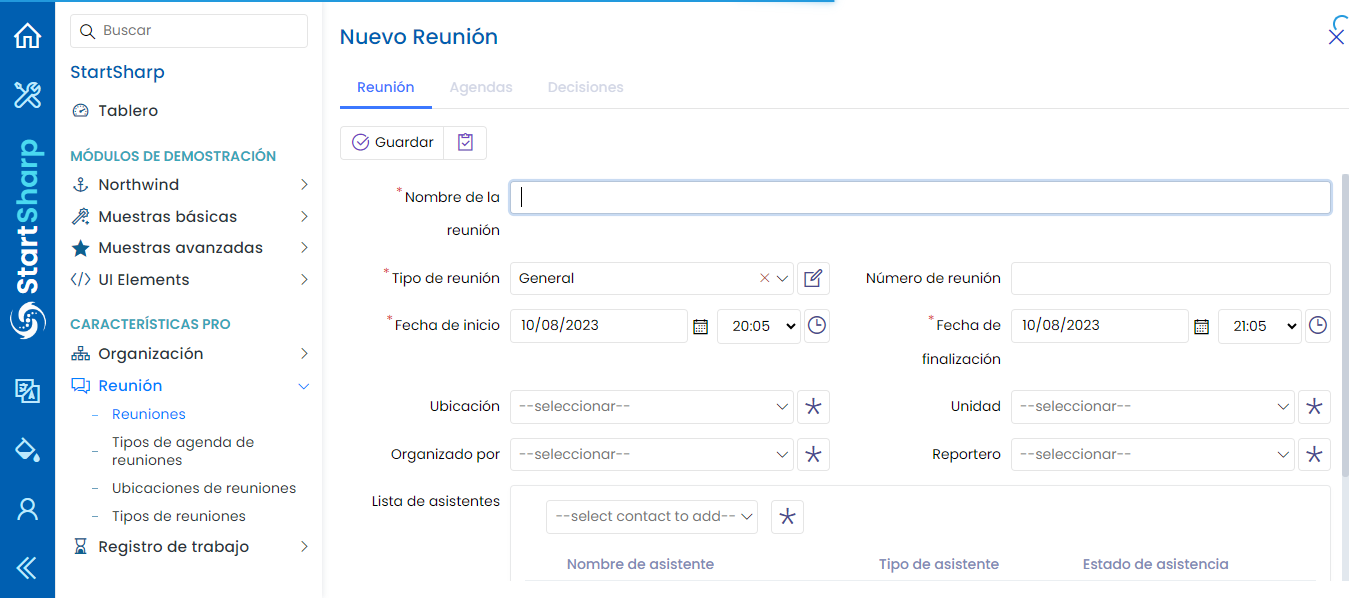 StartSharp
Buscar
StartSharp
Tablero
MÓDULOS DE DEMOSTRACIÓN
Northwind
Muestras básicas
Muestras avanzadas
UI Elements
CARACTERÍSTICAS PRO
Organización
Reunión
Reuniones
Tipos de agenda de
reuniones
Ubicaciones de reuniones
Tipos de reuniones
Registro de trabajo
Nuevo Reunión
Reunión Agendas Decisiones
Guardar
*Nombre de la
reunión
*Tipo de reunión General Número de reunión
*Fecha de inicio 10/08/2023 20:05 *Fecha de
finalización 10/08/2023 21:05
Ubicación --seleccionar-- Unidad --seleccionar--
Organizado por --seleccionar-- Reportero --seleccionar--
Lista de asistentes
--select contact to add--
Nombre de asistente Tipo de asistente Estado de asistencia